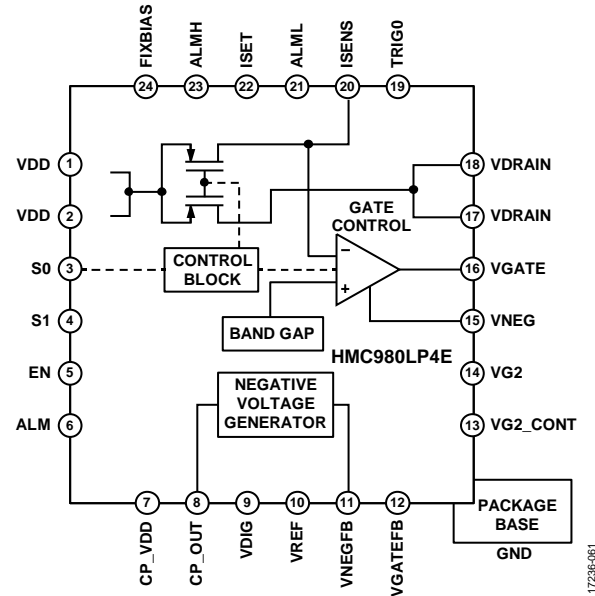 FIXBIAS
ALMH
ISET
ALML
ISENS
TRIG0
24
23
22
21
20
19
VDD
1
18
VDRAIN
VDD
2
17
VDRAIN
GATE
CONTROL
S0
3
CONTROL
BLOCK
−
+
16
VGATE
S1
4
BAND GAP
15
VNEG
HMC980LP4E
EN
5
NEGATIVE
VOLTAGE
GENERATOR
14
VG2
ALM
6
13
VG2_CONT
7
8
9
10
11
12
CP_VDD
CP_OUT
VDIG
VREF
VNEGFB
VGATEFB
PACKAGE
BASE
GND
17236-061